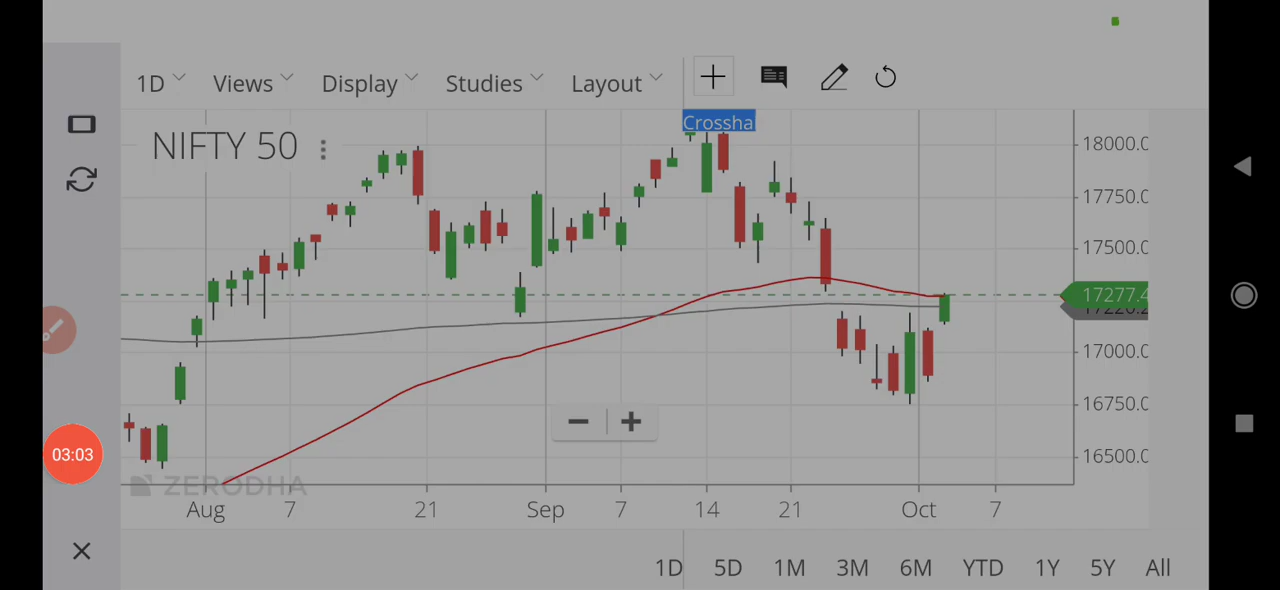 1D Views Display Studies Layout
Crossha
NIFTY 50
18000.0
17750.0
17500.0
17277.4
17000.0
16750.0
16500.0
03:03
ZERODHA
Aug 7 21 Sep 7 14 21 Oct 7
1D 5D 1M 3M 6M YTD 1Y 5Y All